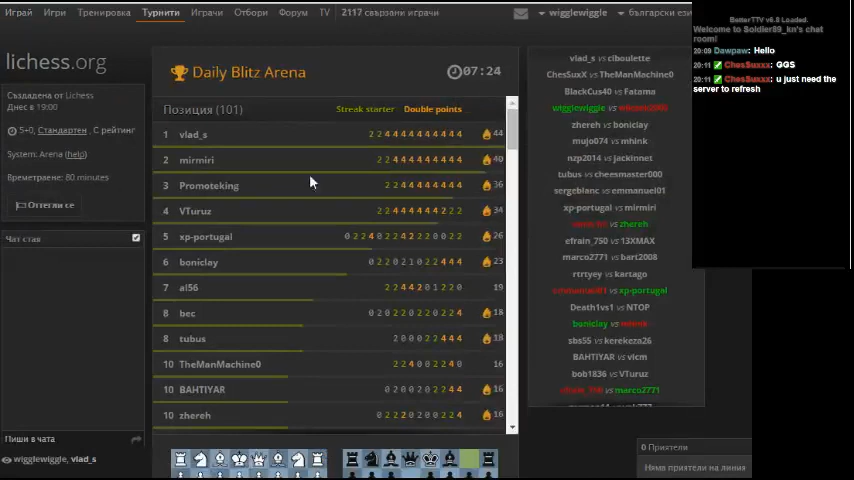 Играй Игри Тренировка Турнити Играчи Отбори Форум TV 2117 свързани играчи
wigglewiggle български ези
BetterTTV v6.8 Loaded.
Welcome to Soldier89_kn's chat room!
20:09 Dawpaw: Hello
20:11 ChesSuxxx: GGS
20:11 ChesSuxxx: u just need the server to refresh
lichess.org
Създадена от Lichess
Днес в 19:00
5+0, Стандартен . С рейтинг
System: Arena (help)
Времетраене: 80 minutes
Оттегли се
Чат стая
Пиши в чата
wigglewiggle, vlad_s
Daily Blitz Arena
07:24
Позиция (101) Streak starter Double points
1 vlad_s 2 2 4 4 4 4 4 4 4 4 4 4 44
2 mirmiri 2 2 4 4 4 4 4 4 4 4 4 40
3 Promoteking 2 2 4 4 4 4 4 4 4 4 36
4 VTuruz 2 2 4 4 4 4 4 4 2 2 2 34
5 xp-portugal 0 2 2 4 0 2 2 4 2 2 2 0 0 2 2 26
6 boniclay 0 2 2 0 2 1 0 2 2 4 4 4 23
7 al56 2 2 4 4 2 0 1 2 2 0 19
8 bec 0 2 0 2 2 0 2 2 0 2 2 4 18
8 tubus 2 0 0 0 2 2 4 4 4 18
10 TheManMachine0 2 2 4 0 0 2 2 4 0 16
10 BAHTIYAR 0 2 0 0 2 0 2 2 4 4 16
10 zhereh 0 2 2 2 0 2 0 0 2 2 4 16
vlad_s vs ciboulette
ChesSuxX vs TheManMachine0
BlackCus40 vs Fatama
wigglewiggle vs
zhereh vs boniclay
mujo074 vs mhink
nzp2014 vs jackinnet
tubus vs cheesmaster000
sergeblanc vs emmanuel01
xp-portugal vs mirmiri
vs zhereh
efrain_750 vs 13XMAX
marco2771 vs bart2008
rtrtyey vs kartago
emmanuel01 vs xp-portugal
Death1vs1 vs NTOP
boniclay vs
sbs55 vs kerekeza26
BAHTIYAR vs vicm
bob1836 vs VTuruz
vs marco2771
0 Приятели
Няма приятели на линия